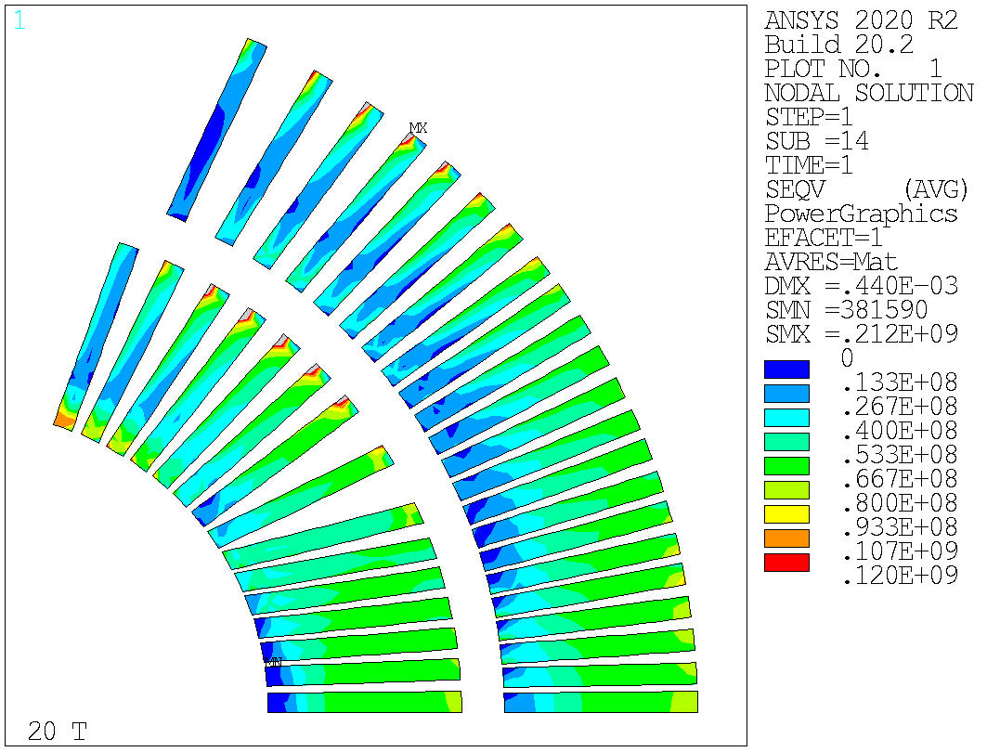 1
ANSYS 2020 R2
Build 20.2
PLOT NO. 1
NODAL SOLUTION
STEP=1
SUB =14
TIME=1
SEQV (AVG)
PowerGraphics
EFACET=1
AVRES=Mat
DMX =.440E-03
SMN =381590
SMX =.212E+09
0
.133E+08
.267E+08
.400E+08
.533E+08
.667E+08
.800E+08
.933E+08
.107E+09
.120E+09
MX
MN
20 T